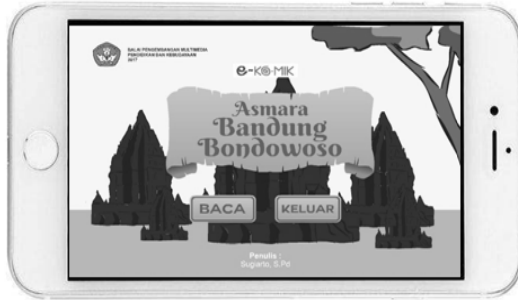 BALAI PENGEMBANGAN MULTIMEDIA
PENDIDIKAN DAN KEBUDAYAAN
2017
e-KOMIK
Asmara
Bandung
Bondowoso
BACA
KELUAR
Penulis :
Sugiarto, S.Pd